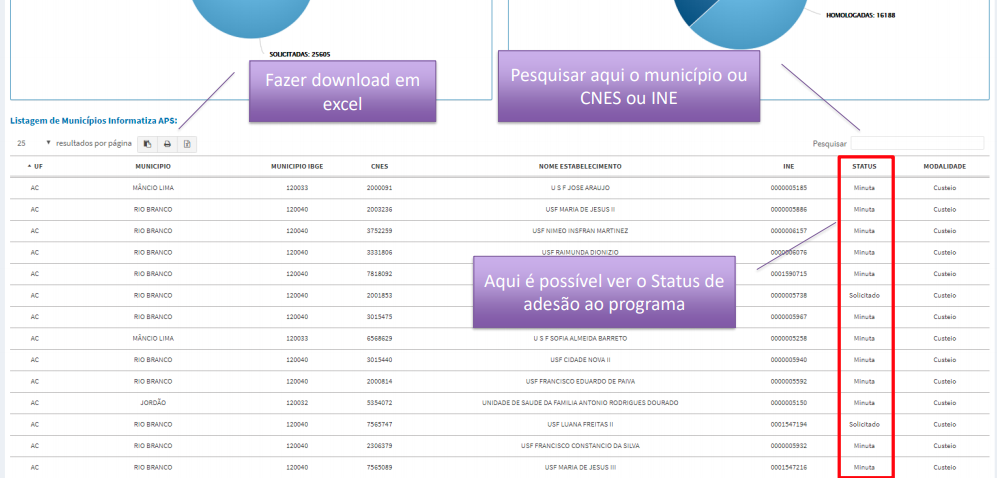 HOMOLOGADAS: 16188
SOLICITADAS: 25605
Fazer download em
excel
Pesquisar aqui o município ou
CNES ou INE
Listagem de Municípios Informatiza APS:
25 resultados por página
Pesquisar
UF MUNICIPIO MUNICIPIO IBGE CNES NOME ESTABELECIMENTO INE STATUS MODALIDADE
AC MÂNCIO LIMA 120033 2000091 U S F JOSE ARAUJO 0000005185 Minuta Custeio
AC RIO BRANCO 120040 2003236 USF MARIA DE JESUS II 0000005886 Minuta Custeio
AC RIO BRANCO 120040 3752259 USF NIMEO INSFRAN MARTINEZ 0000006157 Minuta Custeio
AC RIO BRANCO 120040 3331806 USF RAIMUNDA DIONIZIO 0000006076 Minuta Custeio
AC RIO BRANCO 120040 7818092 0001590715 Minuta Custeio
Aqui é possível ver o Status de
adesão ao programa
AC RIO BRANCO 120040 2001853 0000005738 Solicitado Custeio
AC RIO BRANCO 120040 3015475 0000005967 Minuta Custeio
AC MÂNCIO LIMA 120033 6568629 U S F SOFIA ALMEIDA BARRETO 0000005258 Minuta Custeio
AC RIO BRANCO 120040 3015440 USF CIDADE NOVA II 0000005940 Minuta Custeio
AC RIO BRANCO 120040 2000814 USF FRANCISCO EDUARDO DE PAIVA 0000005592 Minuta Custeio
AC JORDÃO 120032 5354072 UNIDADE DE SAUDE DA FAMILIA ANTONIO RODRIGUES DOURADO 0000005150 Minuta Custeio
AC RIO BRANCO 120040 7565747 USF LUANA FREITAS II 0001547194 Solicitado Custeio
AC RIO BRANCO 120040 2306379 USF FRANCISCO CONSTANCIO DA SILVA 0000005932 Minuta Custeio
AC RIO BRANCO 120040 7565089 USF MARIA DE JESUS III 0001547216 Minuta Custeio